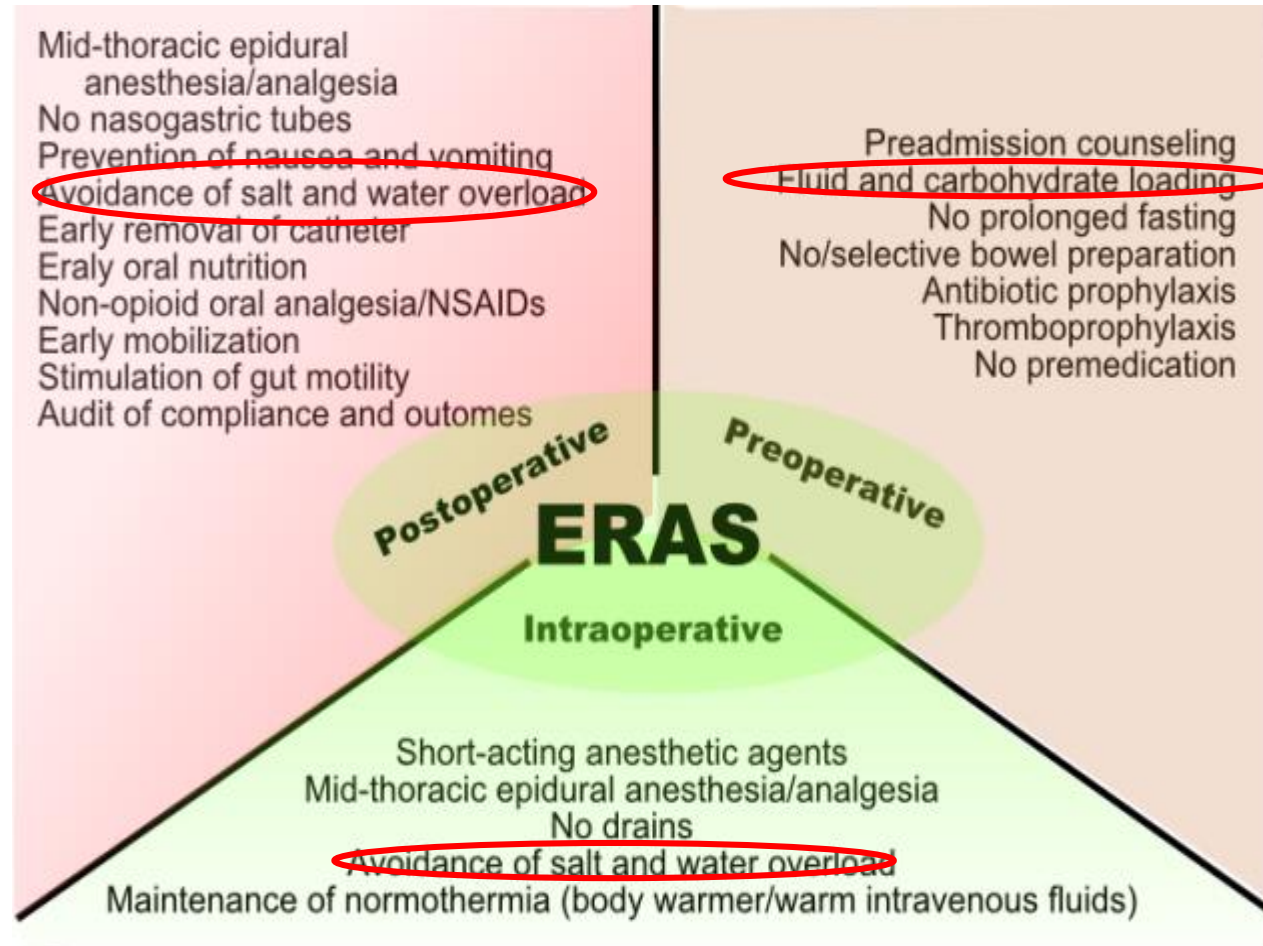 Mid-thoracic epidural
anesthesia/analgesia
No nasogastric tubes
Prevention of nausea and vomiting
Avoidance of salt and water overload
Early removal of catheter
Eraly oral nutrition
Non-opioid oral analgesia/NSAIDs
Early mobilization
Stimulation of gut motility
Audit of compliance and outcomes
Preadmission counseling
Fluid and carbohydrate loading
No prolonged fasting
No/selective bowel preparation
Antibiotic prophylaxis
Thromboprophylaxis
No premedication
Postoperative
Preoperative
ERAS
Intraoperative
Short-acting anesthetic agents
Mid-thoracic epidural anesthesia/analgesia
No drains
Avoidance of salt and water overload
Maintenance of normothermia (body warmer/warm intravenous fluids)